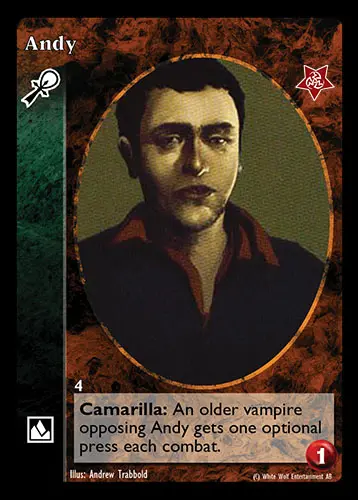 Andy
4
Camarilla: An older vampire
opposing Andy gets one optional
press each combat.
1
Illus: Andrew Trabbold
(C) White Wolf Entertainment AB